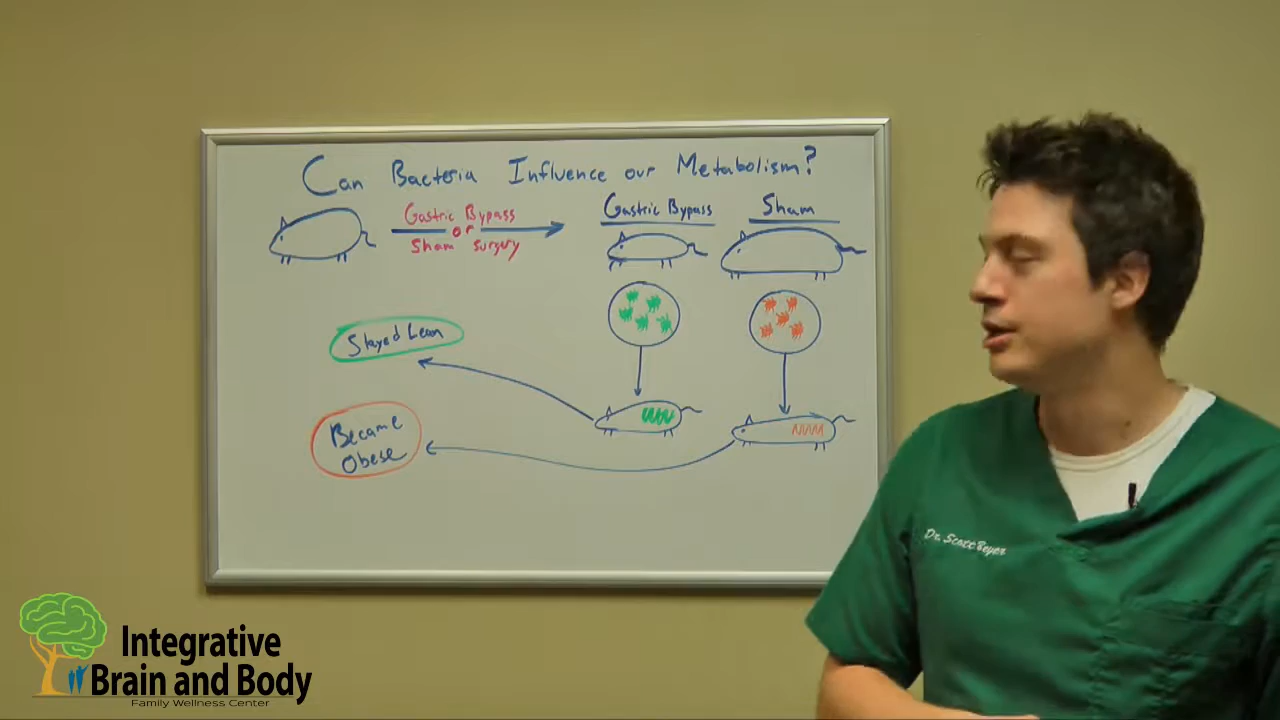 Can Bacteria Influence our Metabolism?
Gastric Bypass
or
Sham surgery
Gastric Bypass
Sham
Stayed Lean
Became
Obese
Dr. Scott Beyer
Integrative
Brain and Body
Family Wellness Center